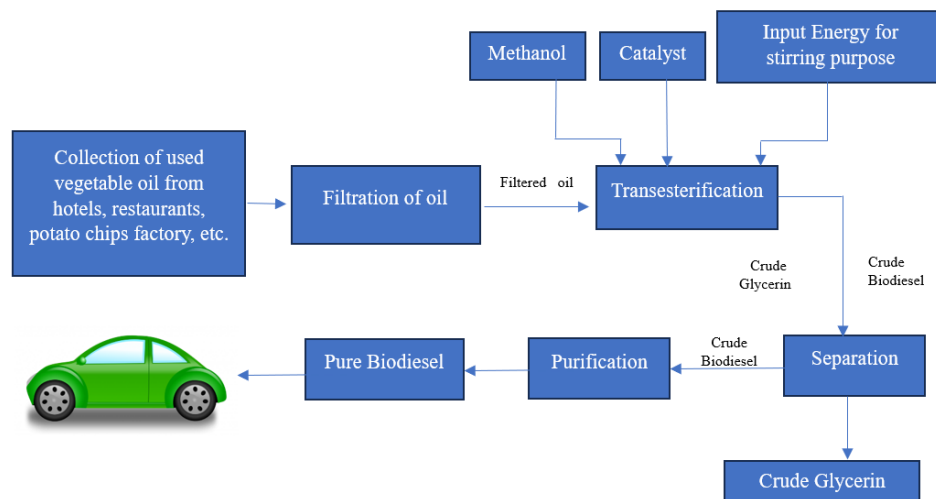 Methanol
Catalyst
Input Energy for
stirring purpose
Collection of used
vegetable oil from
hotels, restaurants,
potato chips factory, etc.
Filtration of oil
Filtered oil
Transesterification
Crude
Glycerin
Crude
Biodiesel
Pure Biodiesel
Purification
Crude
Biodiesel
Separation
Crude Glycerin